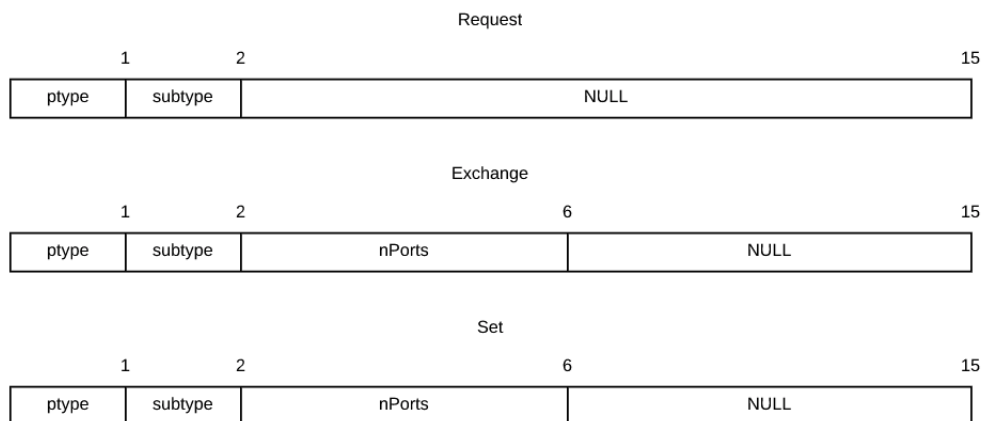 Request
1 2 15
ptype subtype NULL
Exchange
1 2 6 15
ptype subtype nPorts NULL
Set
1 2 6 15
ptype subtype nPorts NULL